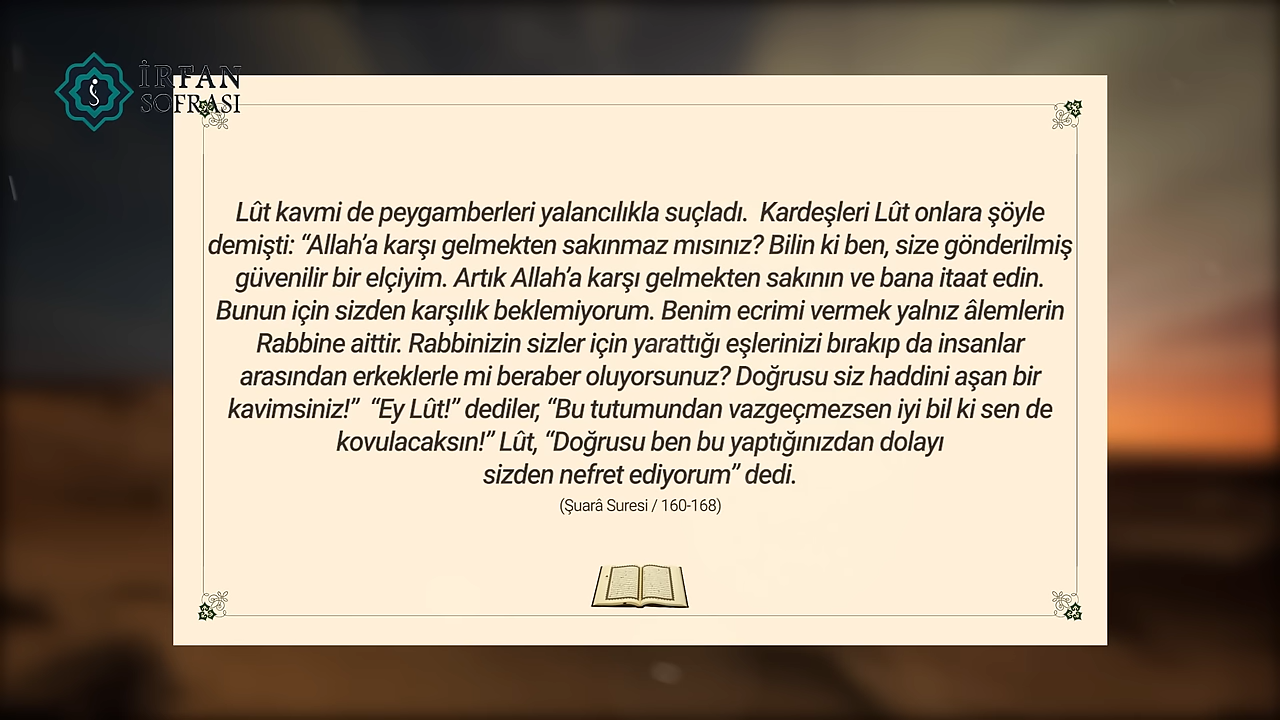 İRFAN
SOFRASI
Lût kavmi de peygamberleri yalancılıkla suçladı.  Kardeşleri Lût onlara şöyle
demişti: “Allah’a karşı gelmekten sakınmaz mısınız? Bilin ki ben, size gönderilmiş
güvenilir bir elçiyim. Artık Allah’a karşı gelmekten sakının ve bana itaat edin.
Bunun için sizden karşılık beklemiyorum. Benim ecrimi vermek yalnız âlemlerin
Rabbine aittir. Rabbinizin sizler için yarattığı eşlerinizi bırakıp da insanlar
arasından erkeklerle mi beraber oluyorsunuz? Doğrusu siz haddini aşan bir
kavimsiniz!”  “Ey Lût!” dediler, “Bu tutumundan vazgeçmezsen iyi bil ki sen de
kovulacaksın!” Lût, “Doğrusu ben bu yaptığınızdan dolayı
sizden nefret ediyorum” dedi.
(Şuarâ Suresi / 160-168)